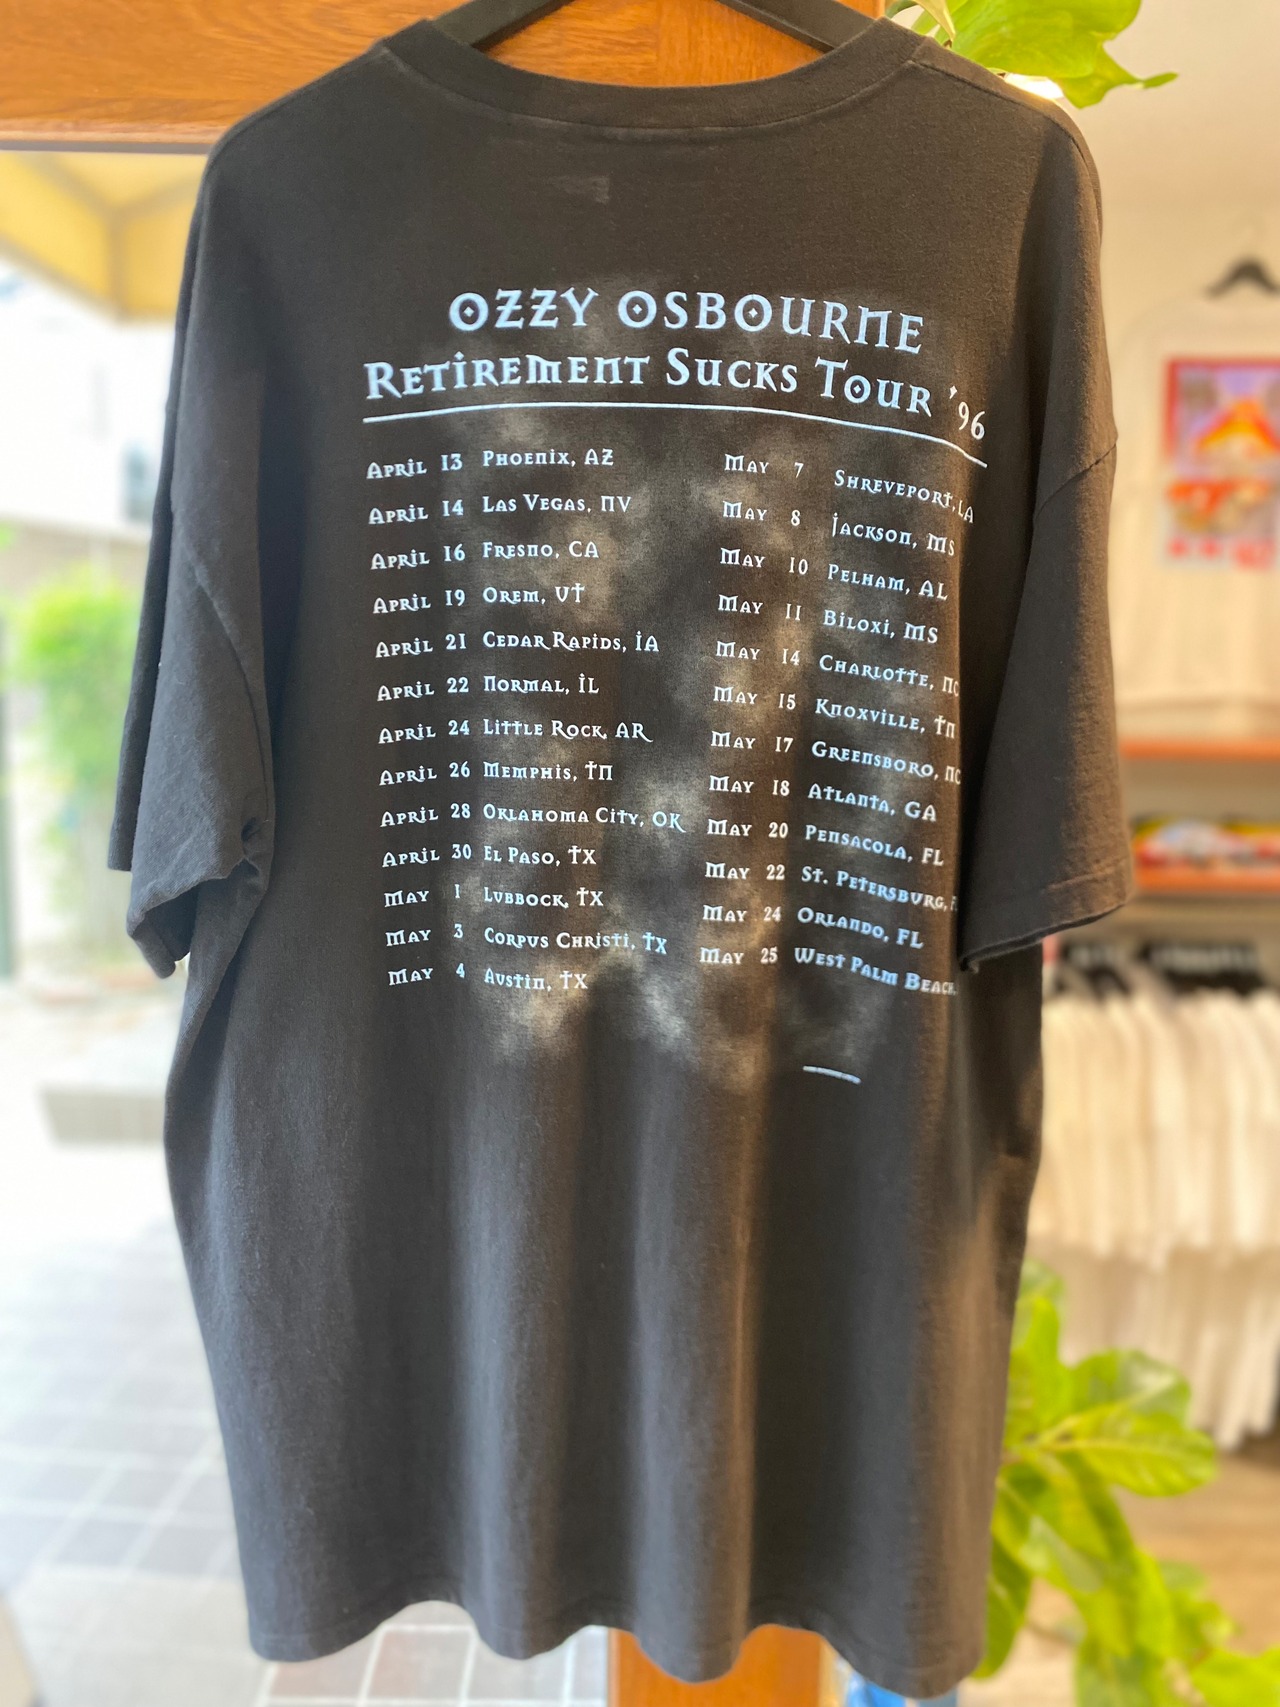 OZZY OSBOURNE
RETIREMENT SUCKS TOUR '96
APRIL 13 PHOENIX, AZ
APRIL 14 LAS VEGAS, NV
APRIL 16 FRESNO, CA
APRIL 19 OREM, UT
APRIL 21 CEDAR RAPIDS, IA
APRIL 22 NORMAL, IL
APRIL 24 LITTLE ROCK, AR
APRIL 26 MEMPHIS, TN
APRIL 28 OKLAHOMA CITY, OK
APRIL 30 EL PASO, TX
MAY 1 LUBBOCK, TX
MAY 3 CORPUS CHRISTI, TX
MAY 4 AUSTIN, TX
MAY 7 SHREVEPORT, LA
MAY 8 JACKSON, MS
MAY 10 PELHAM, AL
MAY 11 BILOXI, MS
MAY 14 CHARLOTTE, NC
MAY 15 KNOXVILLE, TN
MAY 17 GREENSBORO, NC
MAY 18 ATLANTA, GA
MAY 20 PENSACOLA, FL
MAY 22 ST. PETERSBURG,
MAY 24 ORLANDO, FL
MAY 25 WEST PALM BEACH,